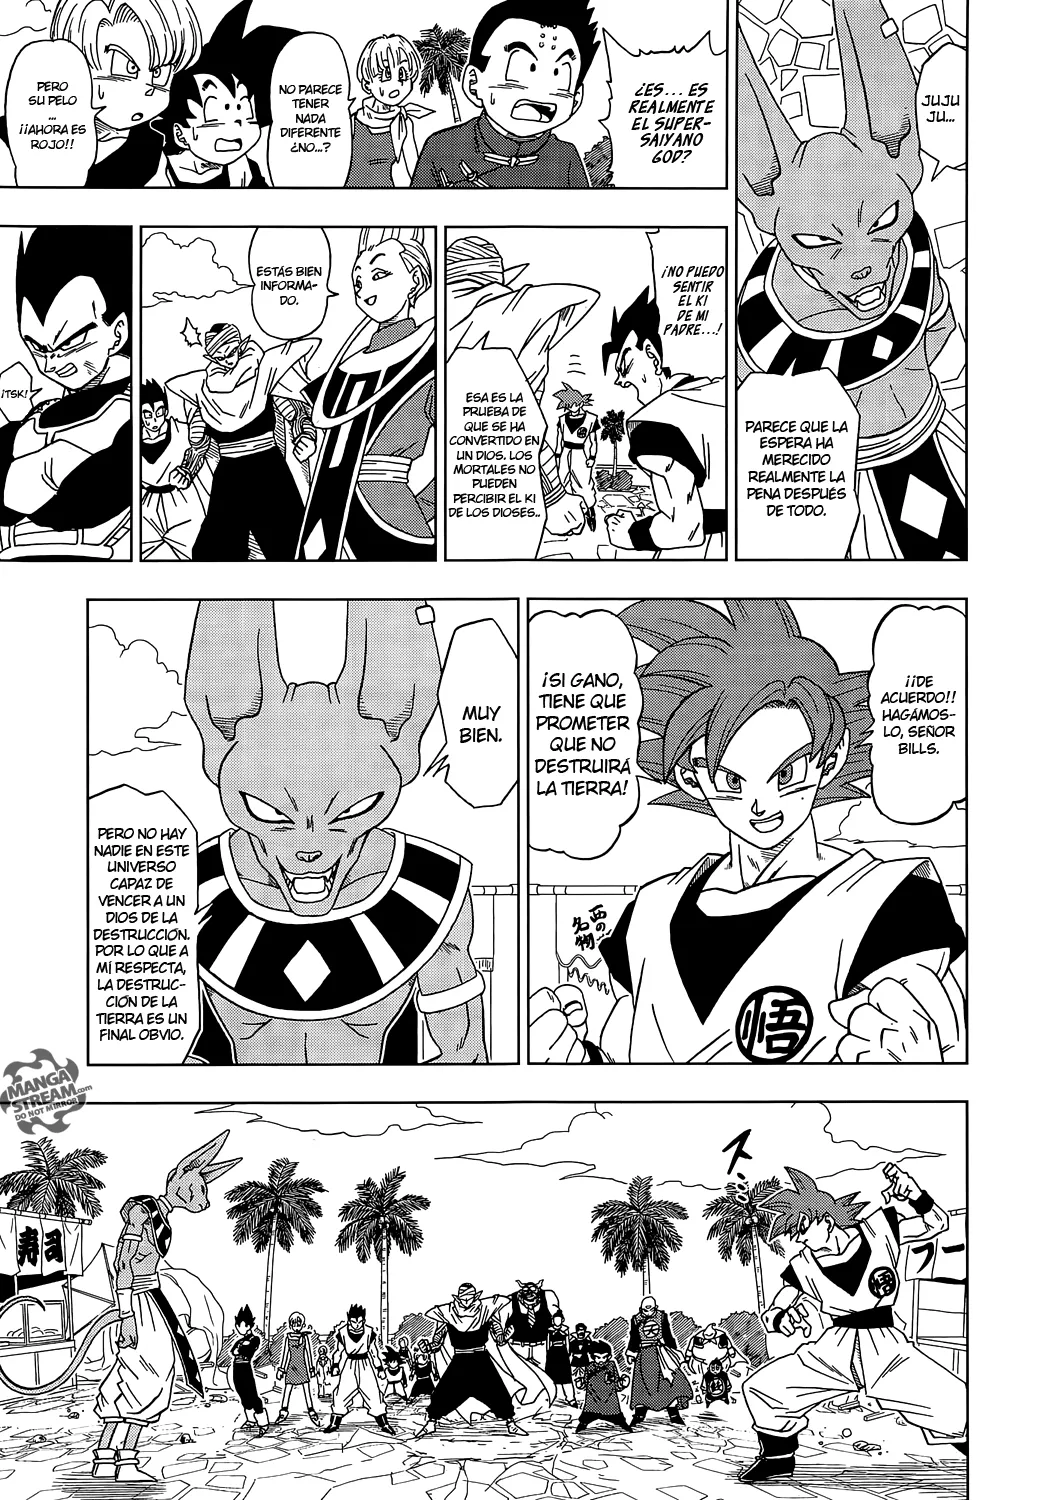 JUJU
JU...
PARECE QUE LA
ESPERA HA
MERECIDO
REALMENTE LA
PENA DESPUÉS
DE TODO.
¿ES... ES
REALMENTE
EL SUPER-
SAIYANO
GOD?
NO PARECE
TENER
NADA
DIFERENTE
¿NO...?
PERO
SU PELO
...
¡¡AHORA ES
ROJO!!
¡NO PUEDO
SENTIR
EL KI
DE MI
PADRE...!
ESA ES LA
PRUEBA DE
QUE SE HA
CONVERTIDO EN
UN DIOS. LOS
MORTALES NO
PUEDEN
PERCIBIR EL KI
DE LOS DIOSES..
ESTÁS BIEN
INFORMA-
DO.
¡TSK!
¡¡DE
ACUERDO!!
HAGÁMOS-
LO, SEÑOR
BILLS.
¡SI GANO,
TIENE QUE
PROMETER
QUE NO
DESTRUIRÁ
LA TIERRA!
西の
名物
悟
MUY
BIEN.
PERO NO HAY
NADIE EN ESTE
UNIVERSO
CAPAZ DE
VENCER A UN
DIOS DE LA
DESTRUCCIÓN.
POR LO QUE A
MÍ RESPECTA,
LA DESTRUC-
CIÓN DE LA
TIERRA ES UN
FINAL OBVIO.
MANGA
STREAM.com
DO NOT MIRROR
ス...
寿司
悟
フー